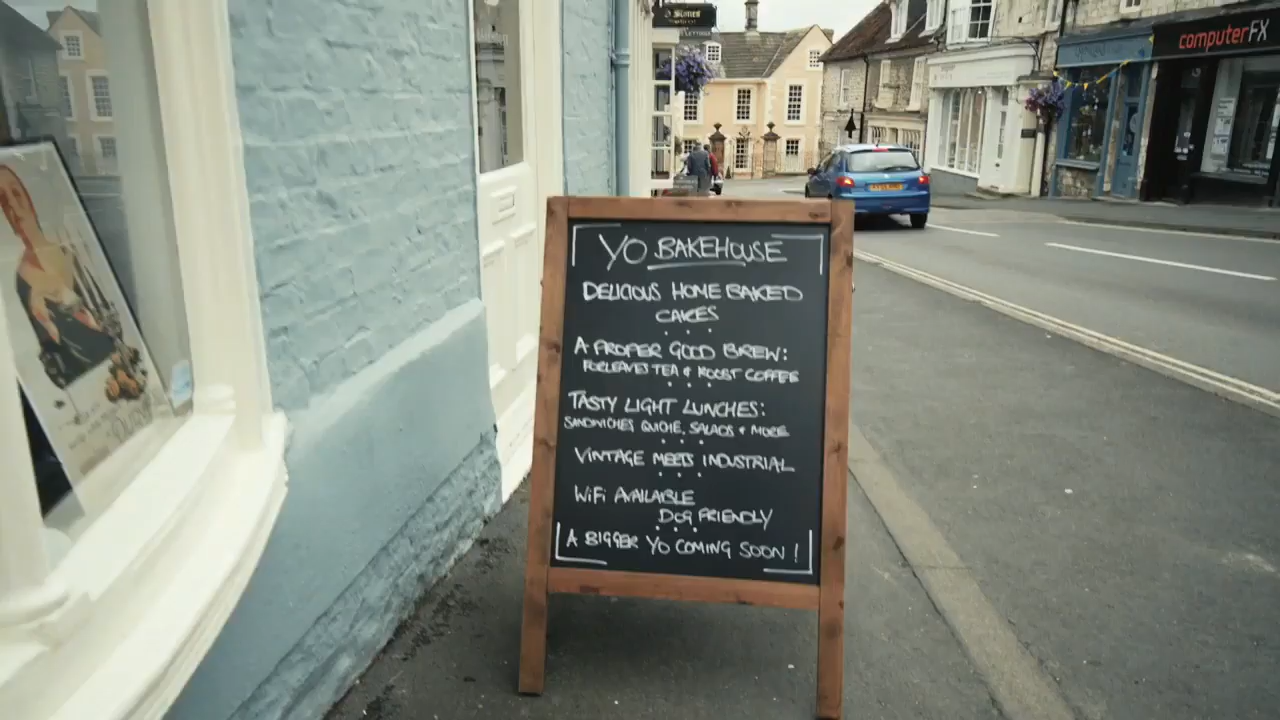 computerFX
YO BAKEHOUSE
DELICIOUS HOME BAKED
CAKES
A PROPER GOOD BREW:
FORLEAVES TEA & ROOST COFFEE
TASTY LIGHT LUNCHES:
SANDWICHES QUICHE, SALADS & MORE
VINTAGE MEETS INDUSTRIAL
WiFi AVAILABLE
DOG FRIENDLY
A BIGGER YO COMING SOON!